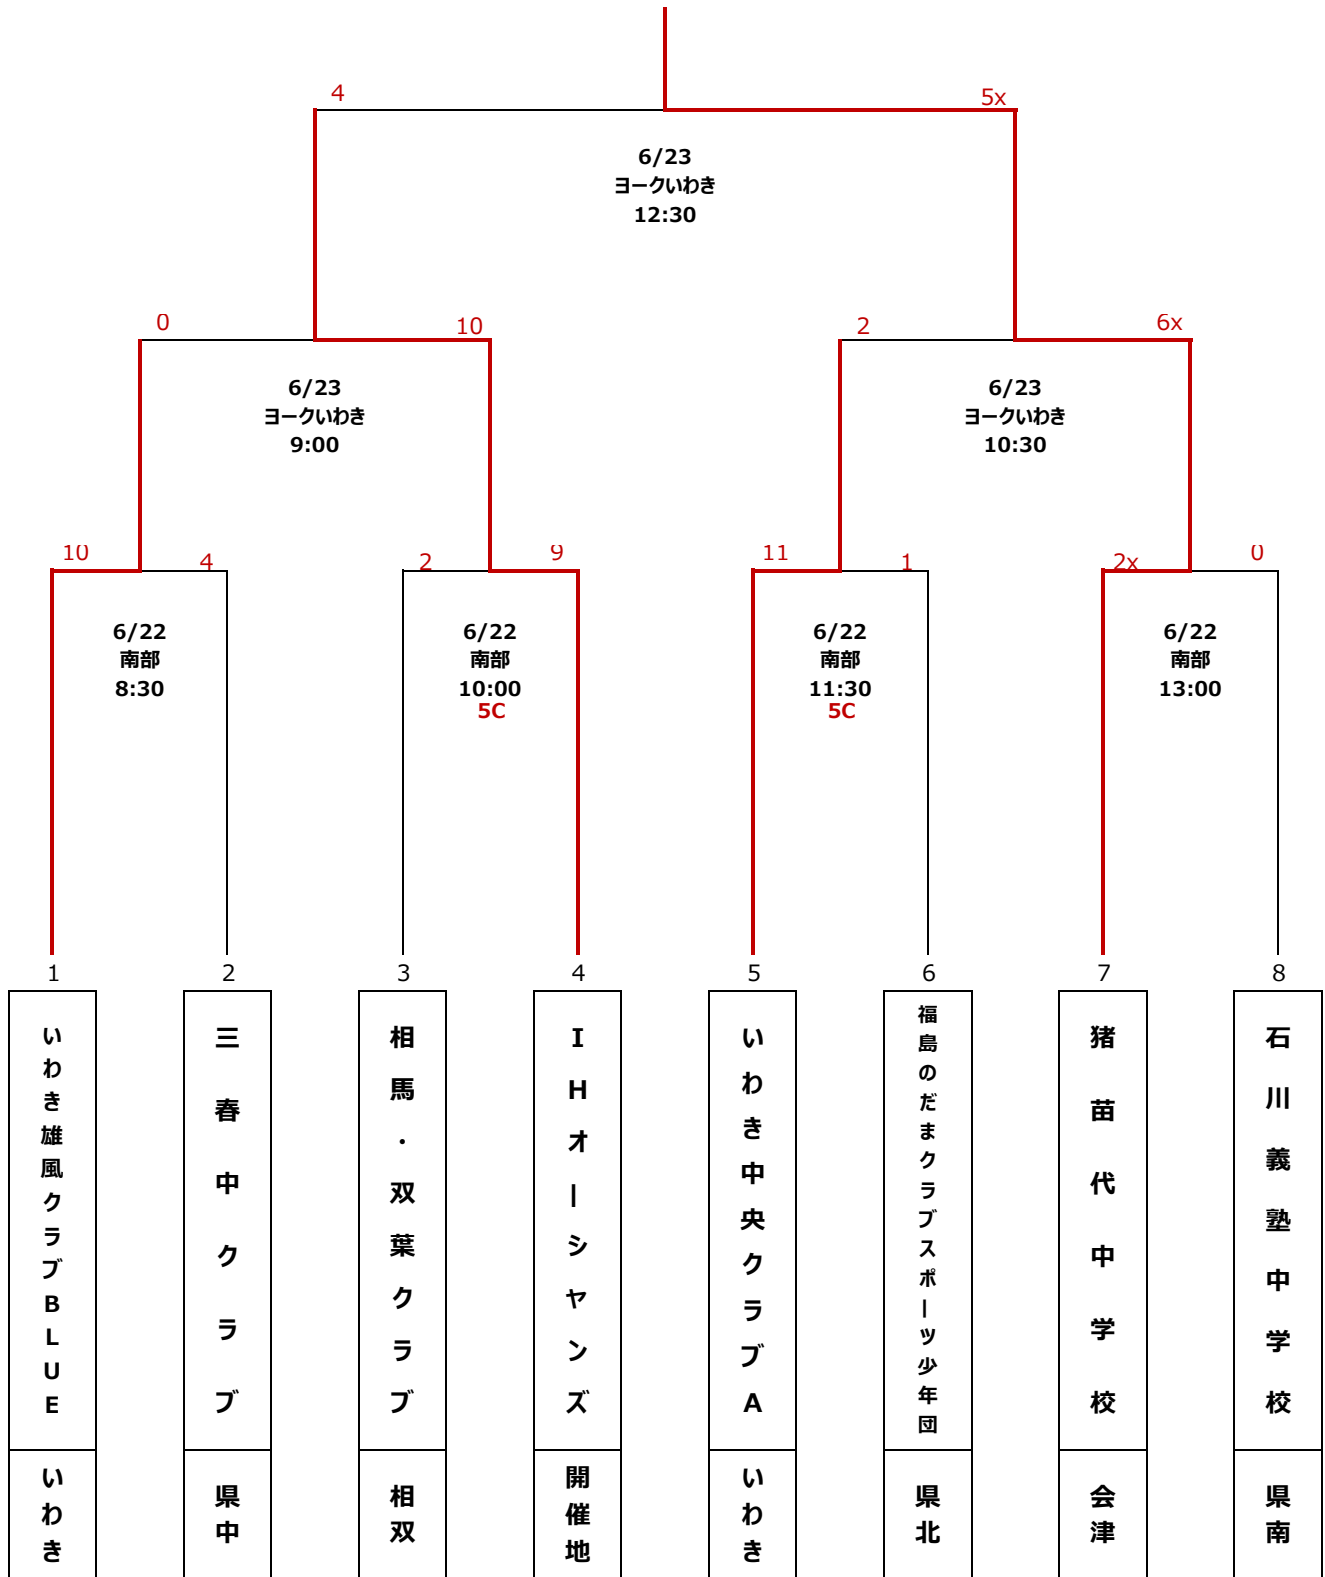 4
5x
6/23
ヨークいわき
12:30
0
10
2
6x
6/23
ヨークいわき
9:00
6/23
ヨークいわき
10:30
10
4
2
9
11
1
2x
0
6/22
南部
8:30
6/22
南部
10:00
5C
6/22
南部
11:30
5C
6/22
南部
13:00
1
2
3
4
5
6
7
8
いわき雄風クラブBLUE
三春中クラブ
相馬・双葉クラブ
IHオーシャンズ
いわき中央クラブA
福島のだまクラブスポーツ少年団
猪苗代中学校
石川義塾中学校
いわき
県中
相双
開催地
いわき
県北
会津
県南